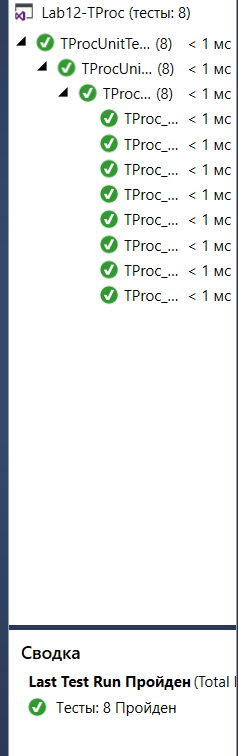 Lab12-TProc (тесты: 8)
TProcUnitTe... (8) < 1 мс
TProcUni... (8) < 1 мс
TProc... (8) < 1 мс
TProc_... < 1 мс
TProc_... < 1 мс
TProc_... < 1 мс
TProc_... < 1 мс
TProc_... < 1 мс
TProc_... < 1 мс
TProc_... < 1 мс
TProc_... < 1 мс
Сводка
Last Test Run Пройден (Total
Тесты: 8 Пройден